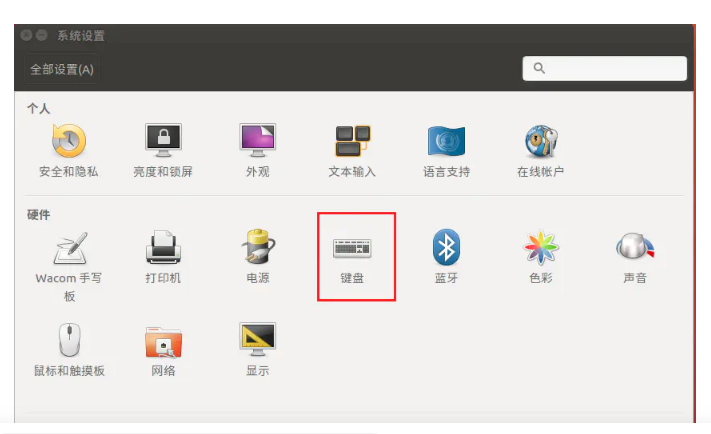 系统设置
全部设置(A)
个人
安全和隐私
亮度和锁屏
外观
文本输入
语言支持
在线帐户
硬件
Wacom 手写
板
打印机
电源
键盘
蓝牙
色彩
声音
鼠标和触摸板
网络
显示